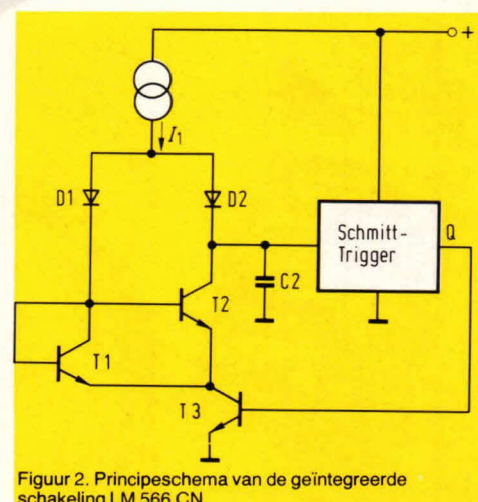 +
I1
D1
D2
Schmitt-
Trigger
Q
C2
T2
T1
T3
Figuur 2. Principeschema van de geïntegreerde
schakeling LM 566 CN